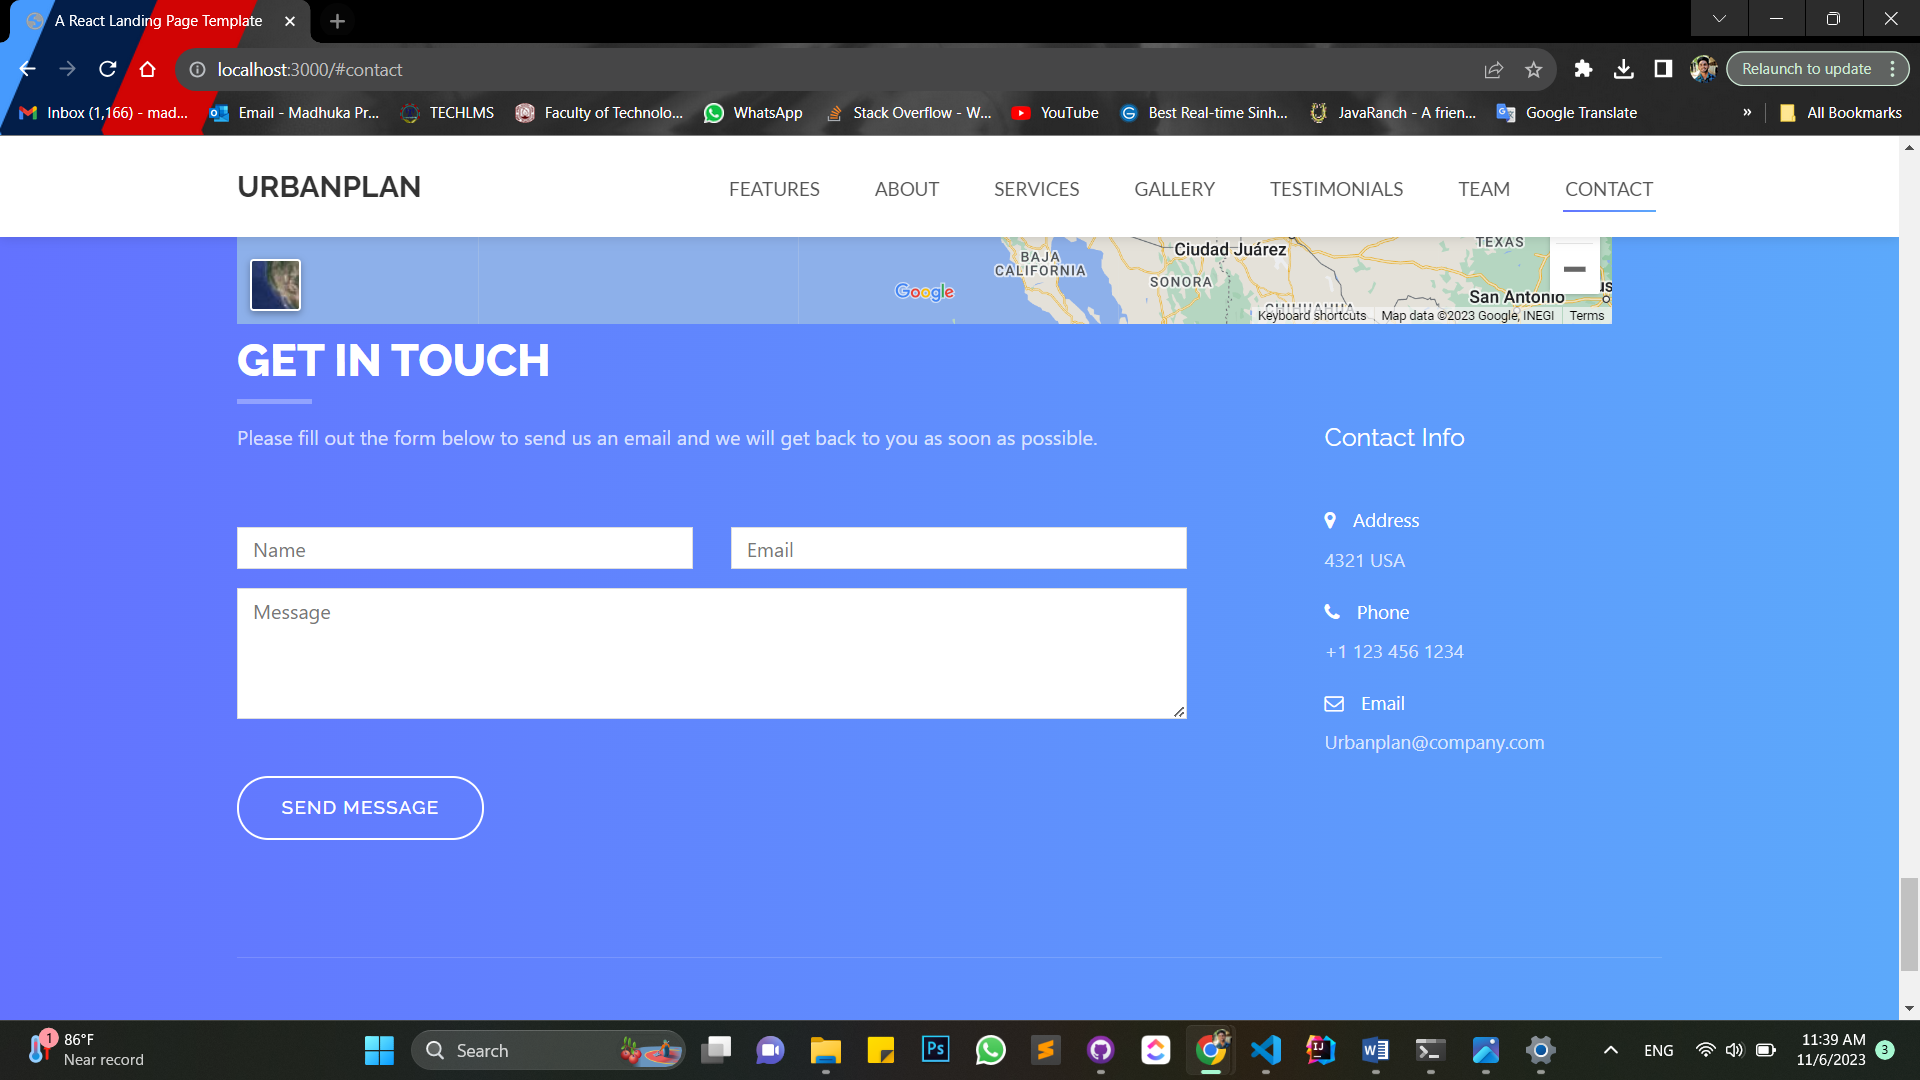 A React Landing Page Template
localhost:3000/#contact
Relaunch to update
Inbox (1,166) - mad...
Email - Madhuka Pr...
TECHLMS
Faculty of Technolo...
WhatsApp
Stack Overflow - W...
YouTube
Best Real-time Sinh...
JavaRanch - A frien...
Google Translate
»
All Bookmarks
URBANPLAN
FEATURES
ABOUT
SERVICES
GALLERY
TESTIMONIALS
TEAM
CONTACT
Ciudad Juárez
TEXAS
BAJA
CALIFORNIA
SONORA
Google
San Antonio
CHIHUAHUA
Keyboard shortcuts
Map data ©2023 Google, INEGI
Terms
GET IN TOUCH
Please fill out the form below to send us an email and we will get back to you as soon as possible.
Contact Info
Name
Email
Message
SEND MESSAGE
Address
4321 USA
Phone
+1 123 456 1234
Email
Urbanplan@company.com
1
86°F
Near record
Search
Ps
ENG
11:39 AM
11/6/2023
3